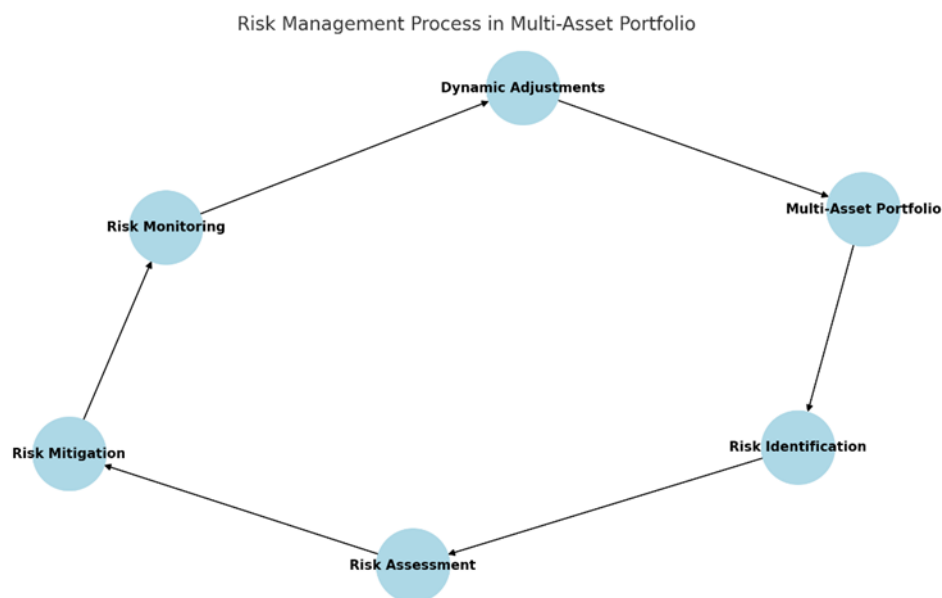 Risk Management Process in Multi-Asset Portfolio
Dynamic Adjustments
Multi-Asset Portfolio
Risk Monitoring
Risk Identification
Risk Mitigation
Risk Assessment